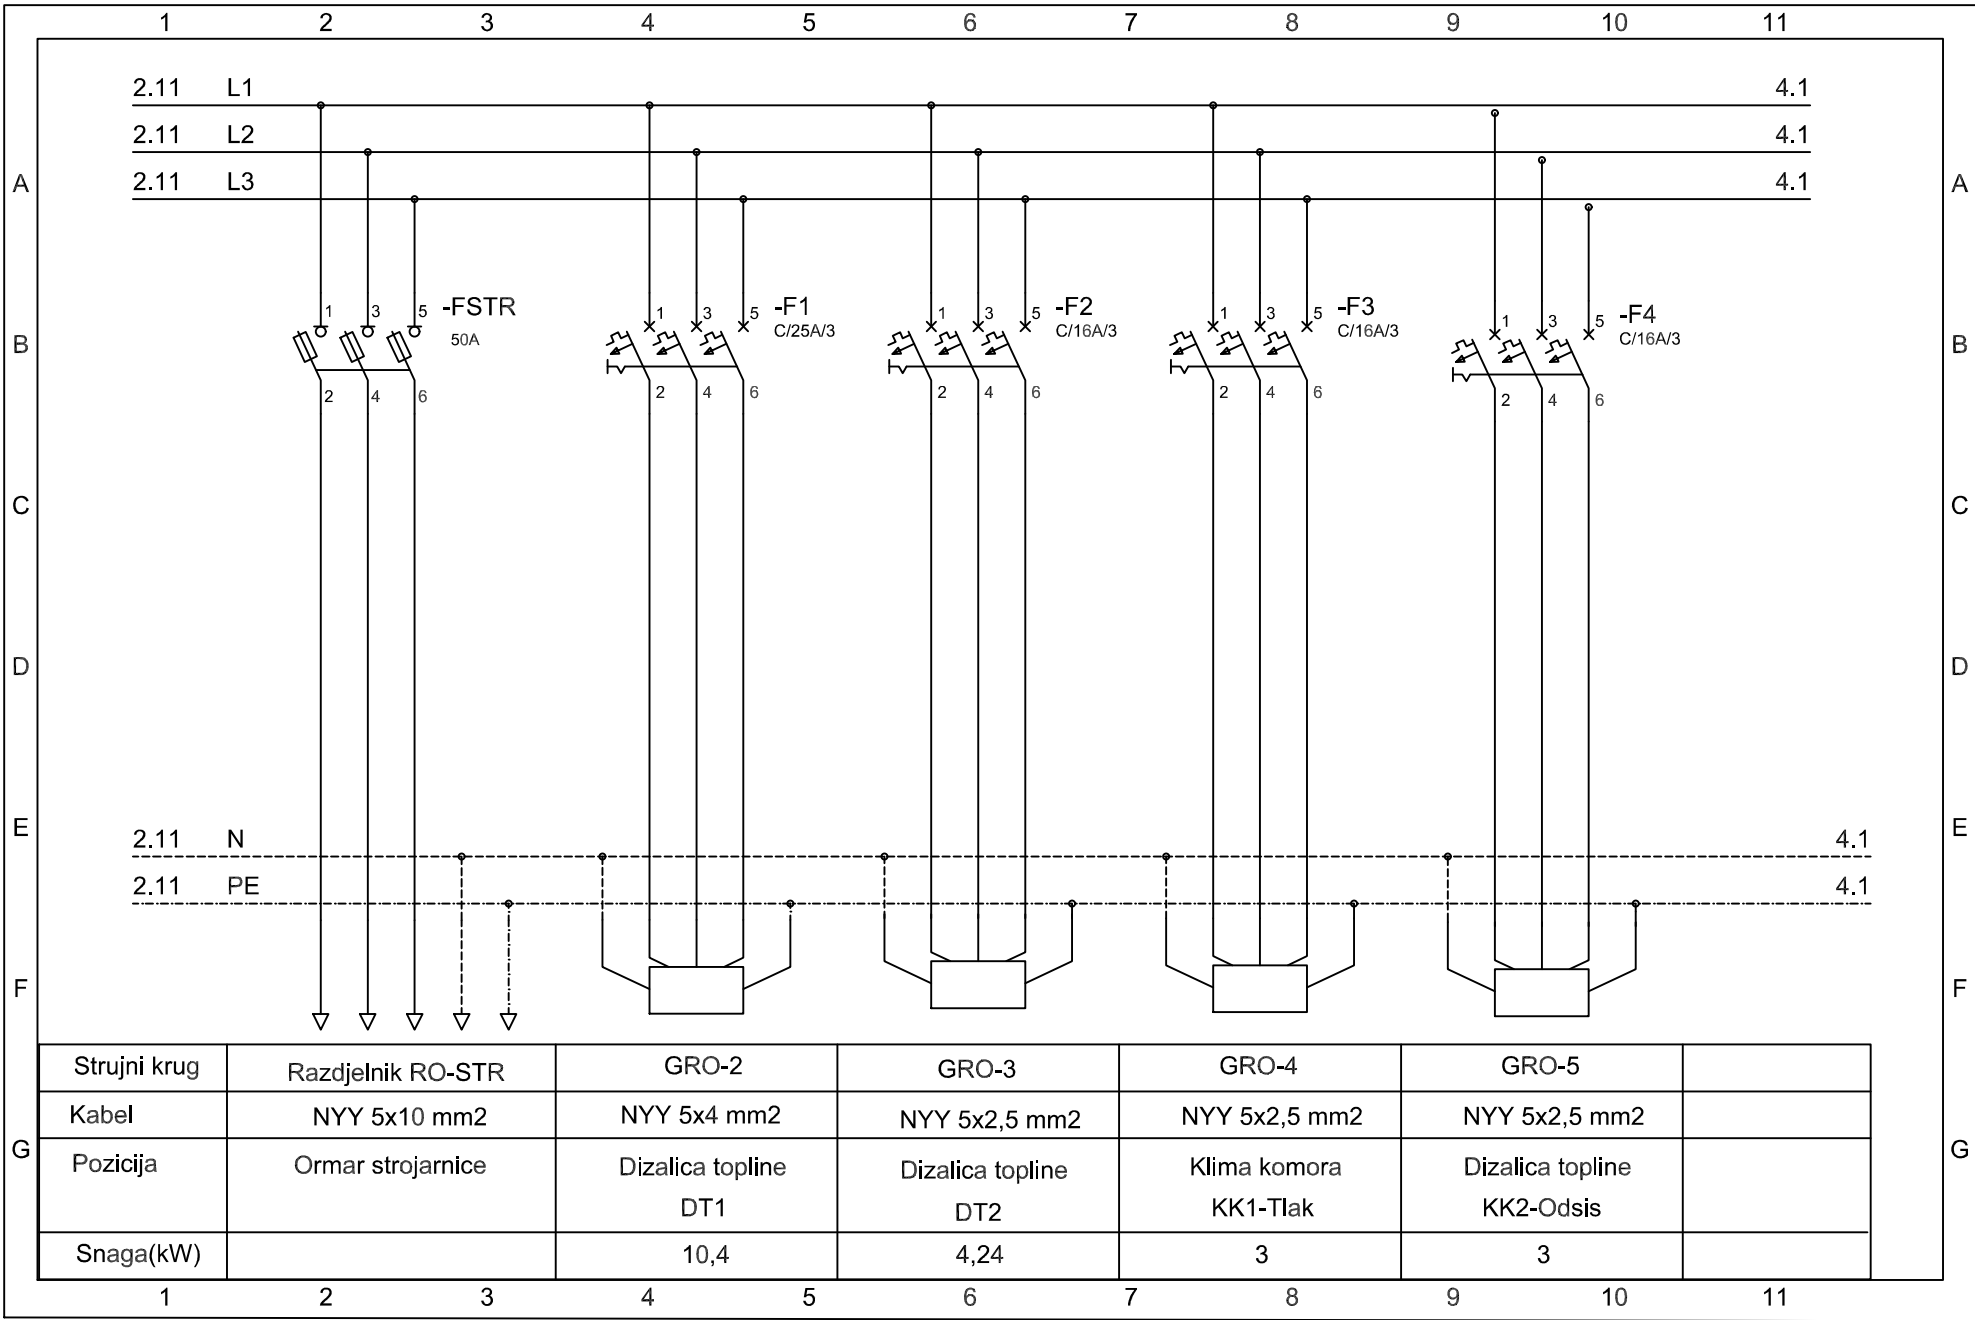 1 2 3 4 5 6 7 8 9 10 11
2.11 L1 4.1
2.11 L2 4.1
A 2.11 L3 4.1 A
1 3 5 -FSTR
50A
1 3 5 -F1
C/25A/3
1 3 5 -F2
C/16A/3
1 3 5 -F3
C/16A/3
1 3 5 -F4
C/16A/3
B B
2 4 6 2 4 6 2 4 6 2 4 6 2 4 6
C C
D D
E E
2.11 N 4.1
2.11 PE 4.1
F F
Strujni krug Razdjelnik RO-STR GRO-2 GRO-3 GRO-4 GRO-5
Kabel NYY 5x10 mm2 NYY 5x4 mm2 NYY 5x2,5 mm2 NYY 5x2,5 mm2 NYY 5x2,5 mm2
G G
Pozicija Ormar strojarnice Dizalica topline Dizalica topline Klima komora Dizalica topline
DT1 DT2 KK1-Tlak KK2-Odsis
Snaga(kW) 10,4 4,24 3 3
1 2 3 4 5 6 7 8 9 10 11